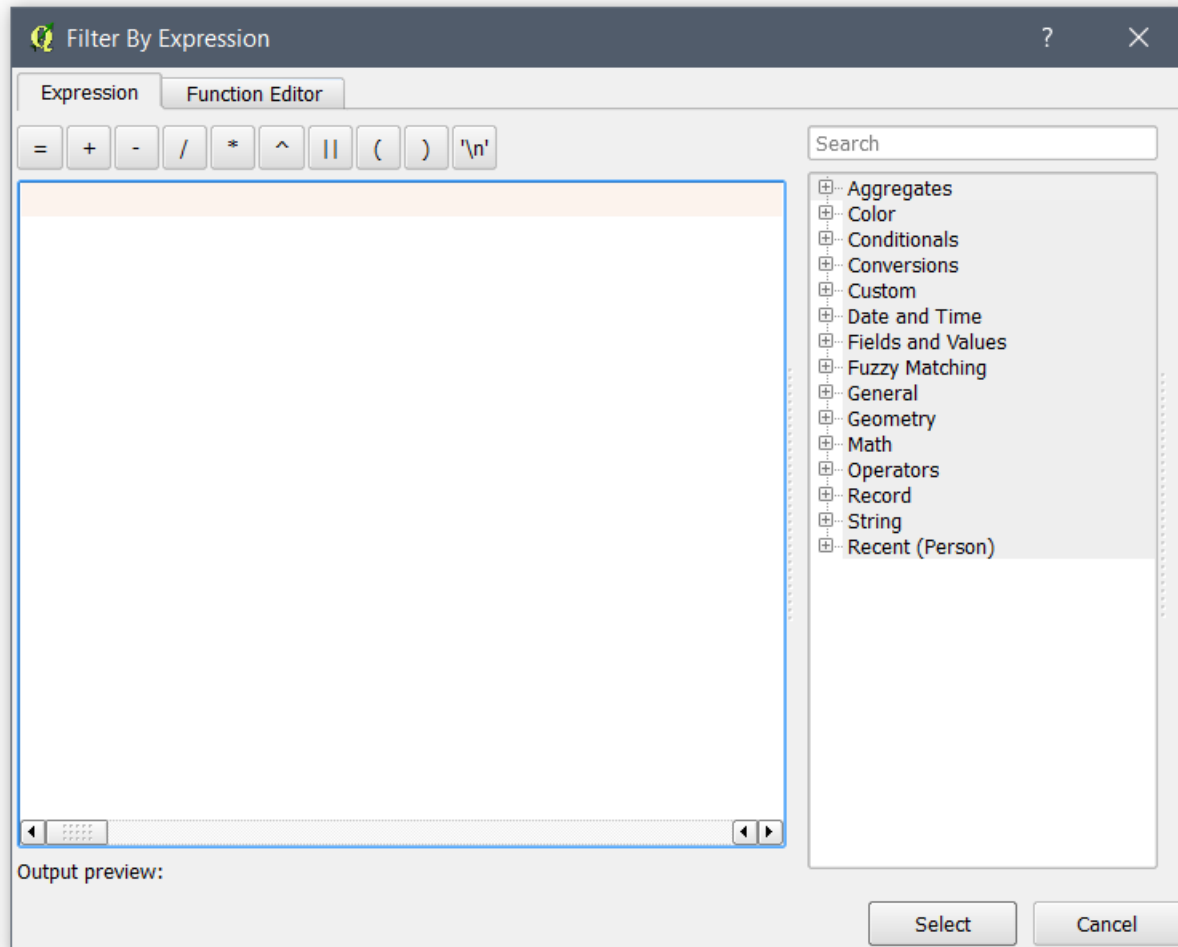 Filter By Expression ?
Expression Function Editor
= + - / * ^ || ( ) '\n'
Search
Aggregates
Color
Conditionals
Conversions
Custom
Date and Time
Fields and Values
Fuzzy Matching
General
Geometry
Math
Operators
Record
String
Recent (Person)
Output preview:
Select Cancel